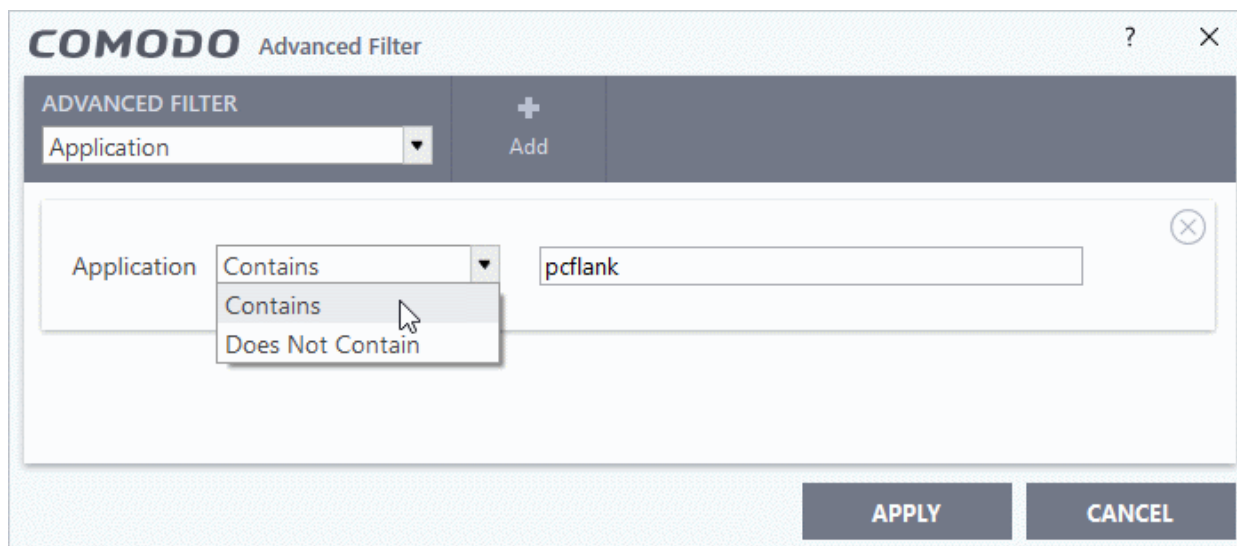 COMODO Advanced Filter ?
ADVANCED FILTER
Application
Add
Application Contains pcflank
Contains
Does Not Contain
APPLY CANCEL